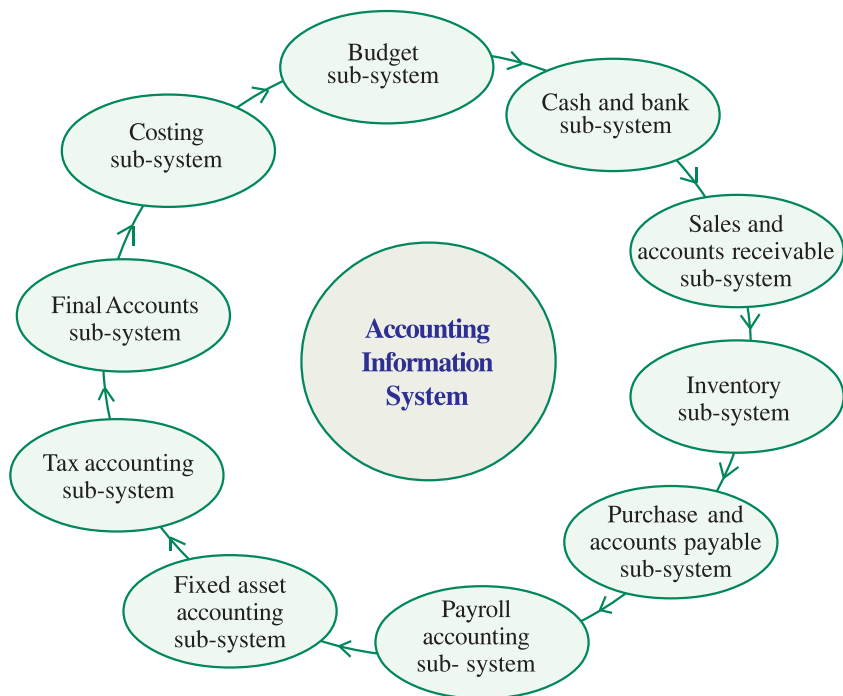 Budget
sub-system
Cash and bank
sub-system
Sales and
accounts receivable
sub-system
Inventory
sub-system
Purchase and
accounts payable
sub-system
Payroll
accounting
sub- system
Fixed asset
accounting
sub-system
Tax accounting
sub-system
Final Accounts
sub-system
Costing
sub-system
Accounting
Information
System